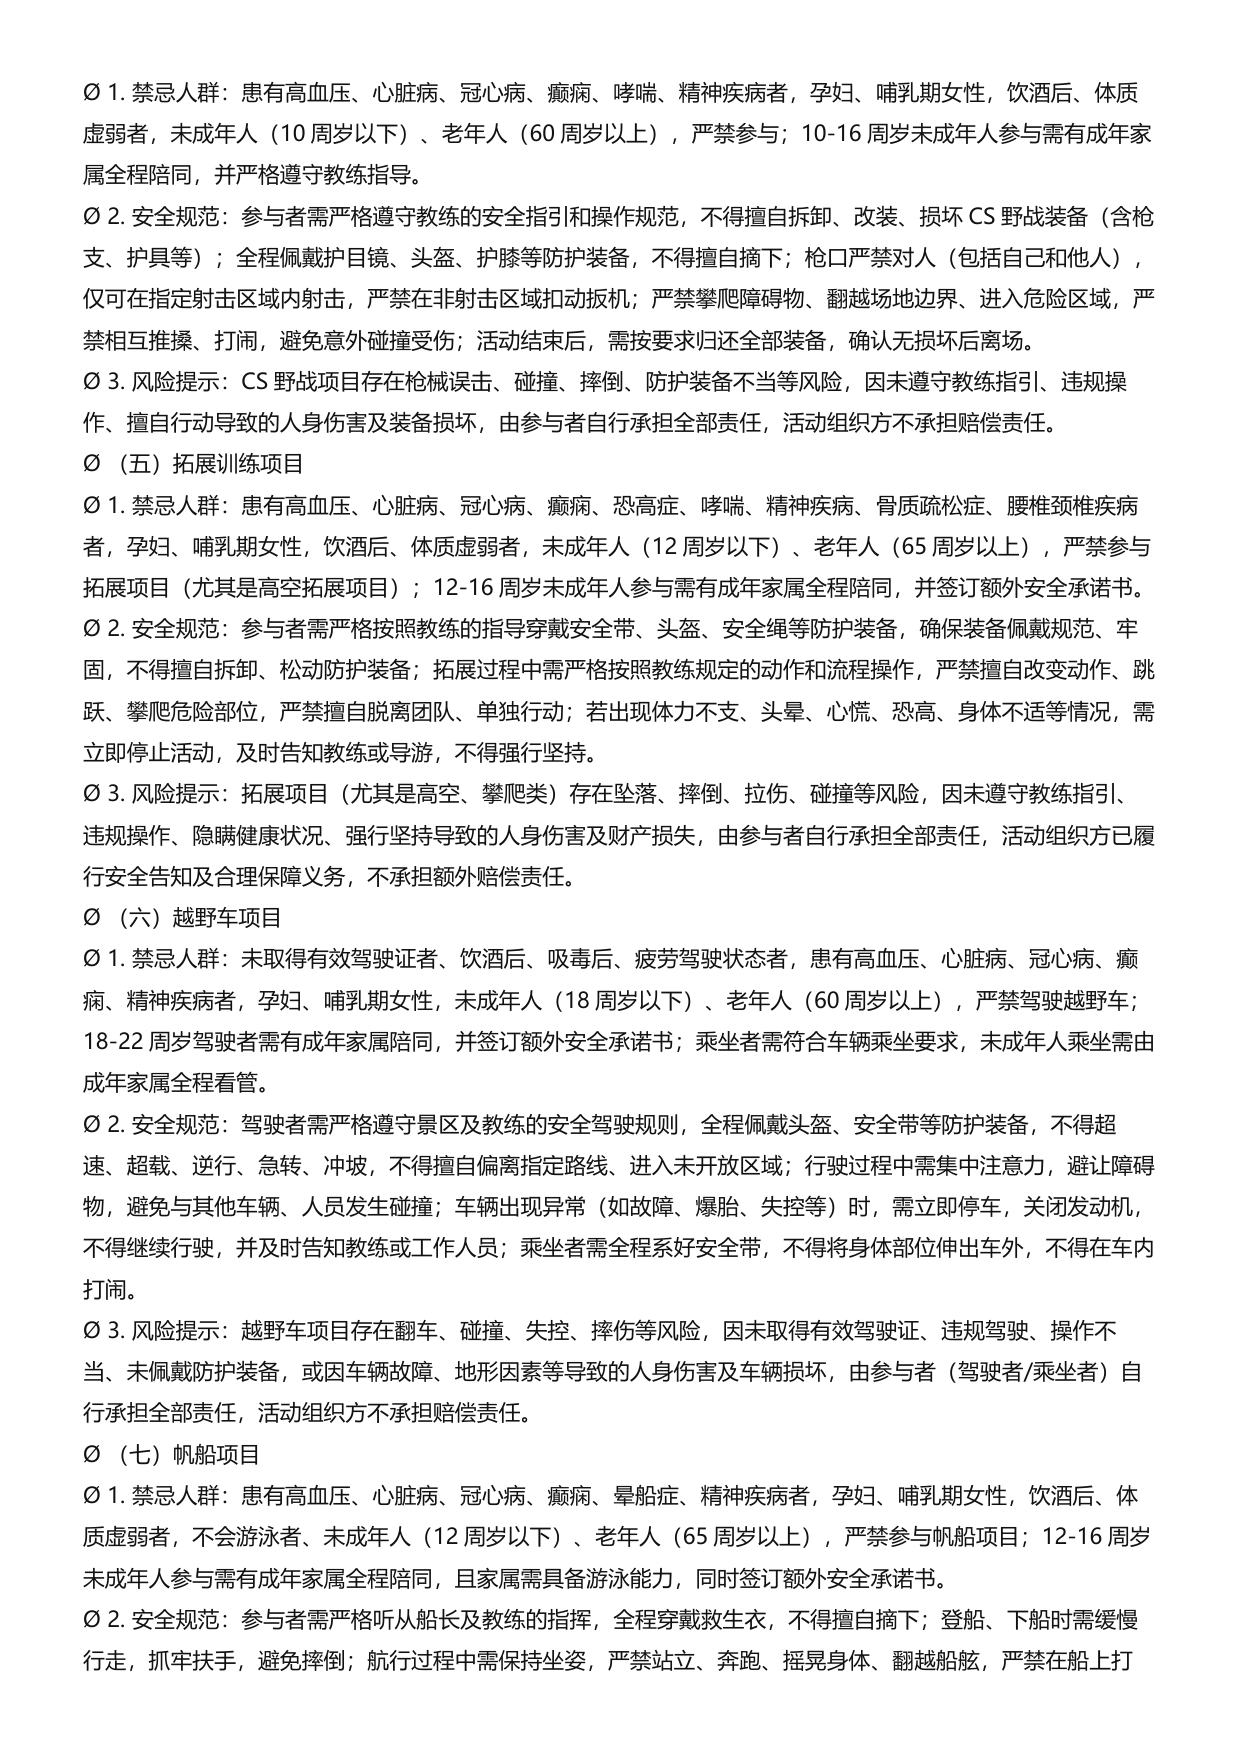 Ø 1. 禁忌人群：患有高血压、心脏病、冠心病、癫痫、哮喘、精神疾病者，孕妇、哺乳期女性，饮酒后、体质
虚弱者，未成年人（10 周岁以下）、老年人（60 周岁以上），严禁参与；10-16 周岁未成年人参与需有成年家
属全程陪同，并严格遵守教练指导。
Ø 2. 安全规范：参与者需严格遵守教练的安全指引和操作规范，不得擅自拆卸、改装、损坏 CS 野战装备（含枪
支、护具等）；全程佩戴护目镜、头盔、护膝等防护装备，不得擅自摘下；枪口严禁对人（包括自己和他人），
仅可在指定射击区域内射击，严禁在非射击区域扣动扳机；严禁攀爬障碍物、翻越场地边界、进入危险区域，严
禁相互推搡、打闹，避免意外碰撞受伤；活动结束后，需按要求归还全部装备，确认无损坏后离场。
Ø 3. 风险提示：CS 野战项目存在枪械误击、碰撞、摔倒、防护装备不当等风险，因未遵守教练指引、违规操
作、擅自行动导致的人身伤害及装备损坏，由参与者自行承担全部责任，活动组织方不承担赔偿责任。
Ø （五）拓展训练项目
Ø 1. 禁忌人群：患有高血压、心脏病、冠心病、癫痫、恐高症、哮喘、精神疾病、骨质疏松症、腰椎颈椎疾病
者，孕妇、哺乳期女性，饮酒后、体质虚弱者，未成年人（12 周岁以下）、老年人（65 周岁以上），严禁参与
拓展项目（尤其是高空拓展项目）；12-16 周岁未成年人参与需有成年家属全程陪同，并签订额外安全承诺书。
Ø 2. 安全规范：参与者需严格按照教练的指导穿戴安全带、头盔、安全绳等防护装备，确保装备佩戴规范、牢
固，不得擅自拆卸、松动防护装备；拓展过程中需严格按照教练规定的动作和流程操作，严禁擅自改变动作、跳
跃、攀爬危险部位，严禁擅自脱离团队、单独行动；若出现体力不支、头晕、心慌、恐高、身体不适等情况，需
立即停止活动，及时告知教练或导游，不得强行坚持。
Ø 3. 风险提示：拓展项目（尤其是高空、攀爬类）存在坠落、摔倒、拉伤、碰撞等风险，因未遵守教练指引、
违规操作、隐瞒健康状况、强行坚持导致的人身伤害及财产损失，由参与者自行承担全部责任，活动组织方已履
行安全告知及合理保障义务，不承担额外赔偿责任。
Ø （六）越野车项目
Ø 1. 禁忌人群：未取得有效驾驶证者、饮酒后、吸毒后、疲劳驾驶状态者，患有高血压、心脏病、冠心病、癫
痫、精神疾病者，孕妇、哺乳期女性，未成年人（18 周岁以下）、老年人（60 周岁以上），严禁驾驶越野车；
18-22 周岁驾驶者需有成年家属陪同，并签订额外安全承诺书；乘坐者需符合车辆乘坐要求，未成年人乘坐需由
成年家属全程看管。
Ø 2. 安全规范：驾驶者需严格遵守景区及教练的安全驾驶规则，全程佩戴头盔、安全带等防护装备，不得超
速、超载、逆行、急转、冲坡，不得擅自偏离指定路线、进入未开放区域；行驶过程中需集中注意力，避让障碍
物，避免与其他车辆、人员发生碰撞；车辆出现异常（如故障、爆胎、失控等）时，需立即停车，关闭发动机，
不得继续行驶，并及时告知教练或工作人员；乘坐者需全程系好安全带，不得将身体部位伸出车外，不得在车内
打闹。
Ø 3. 风险提示：越野车项目存在翻车、碰撞、失控、摔伤等风险，因未取得有效驾驶证、违规驾驶、操作不
当、未佩戴防护装备，或因车辆故障、地形因素等导致的人身伤害及车辆损坏，由参与者（驾驶者/乘坐者）自
行承担全部责任，活动组织方不承担赔偿责任。
Ø （七）帆船项目
Ø 1. 禁忌人群：患有高血压、心脏病、冠心病、癫痫、晕船症、精神疾病者，孕妇、哺乳期女性，饮酒后、体
质虚弱者，不会游泳者、未成年人（12 周岁以下）、老年人（65 周岁以上），严禁参与帆船项目；12-16 周岁
未成年人参与需有成年家属全程陪同，且家属需具备游泳能力，同时签订额外安全承诺书。
Ø 2. 安全规范：参与者需严格听从船长及教练的指挥，全程穿戴救生衣，不得擅自摘下；登船、下船时需缓慢
行走，抓牢扶手，避免摔倒；航行过程中需保持坐姿，严禁站立、奔跑、摇晃身体、翻越船舷，严禁在船上打